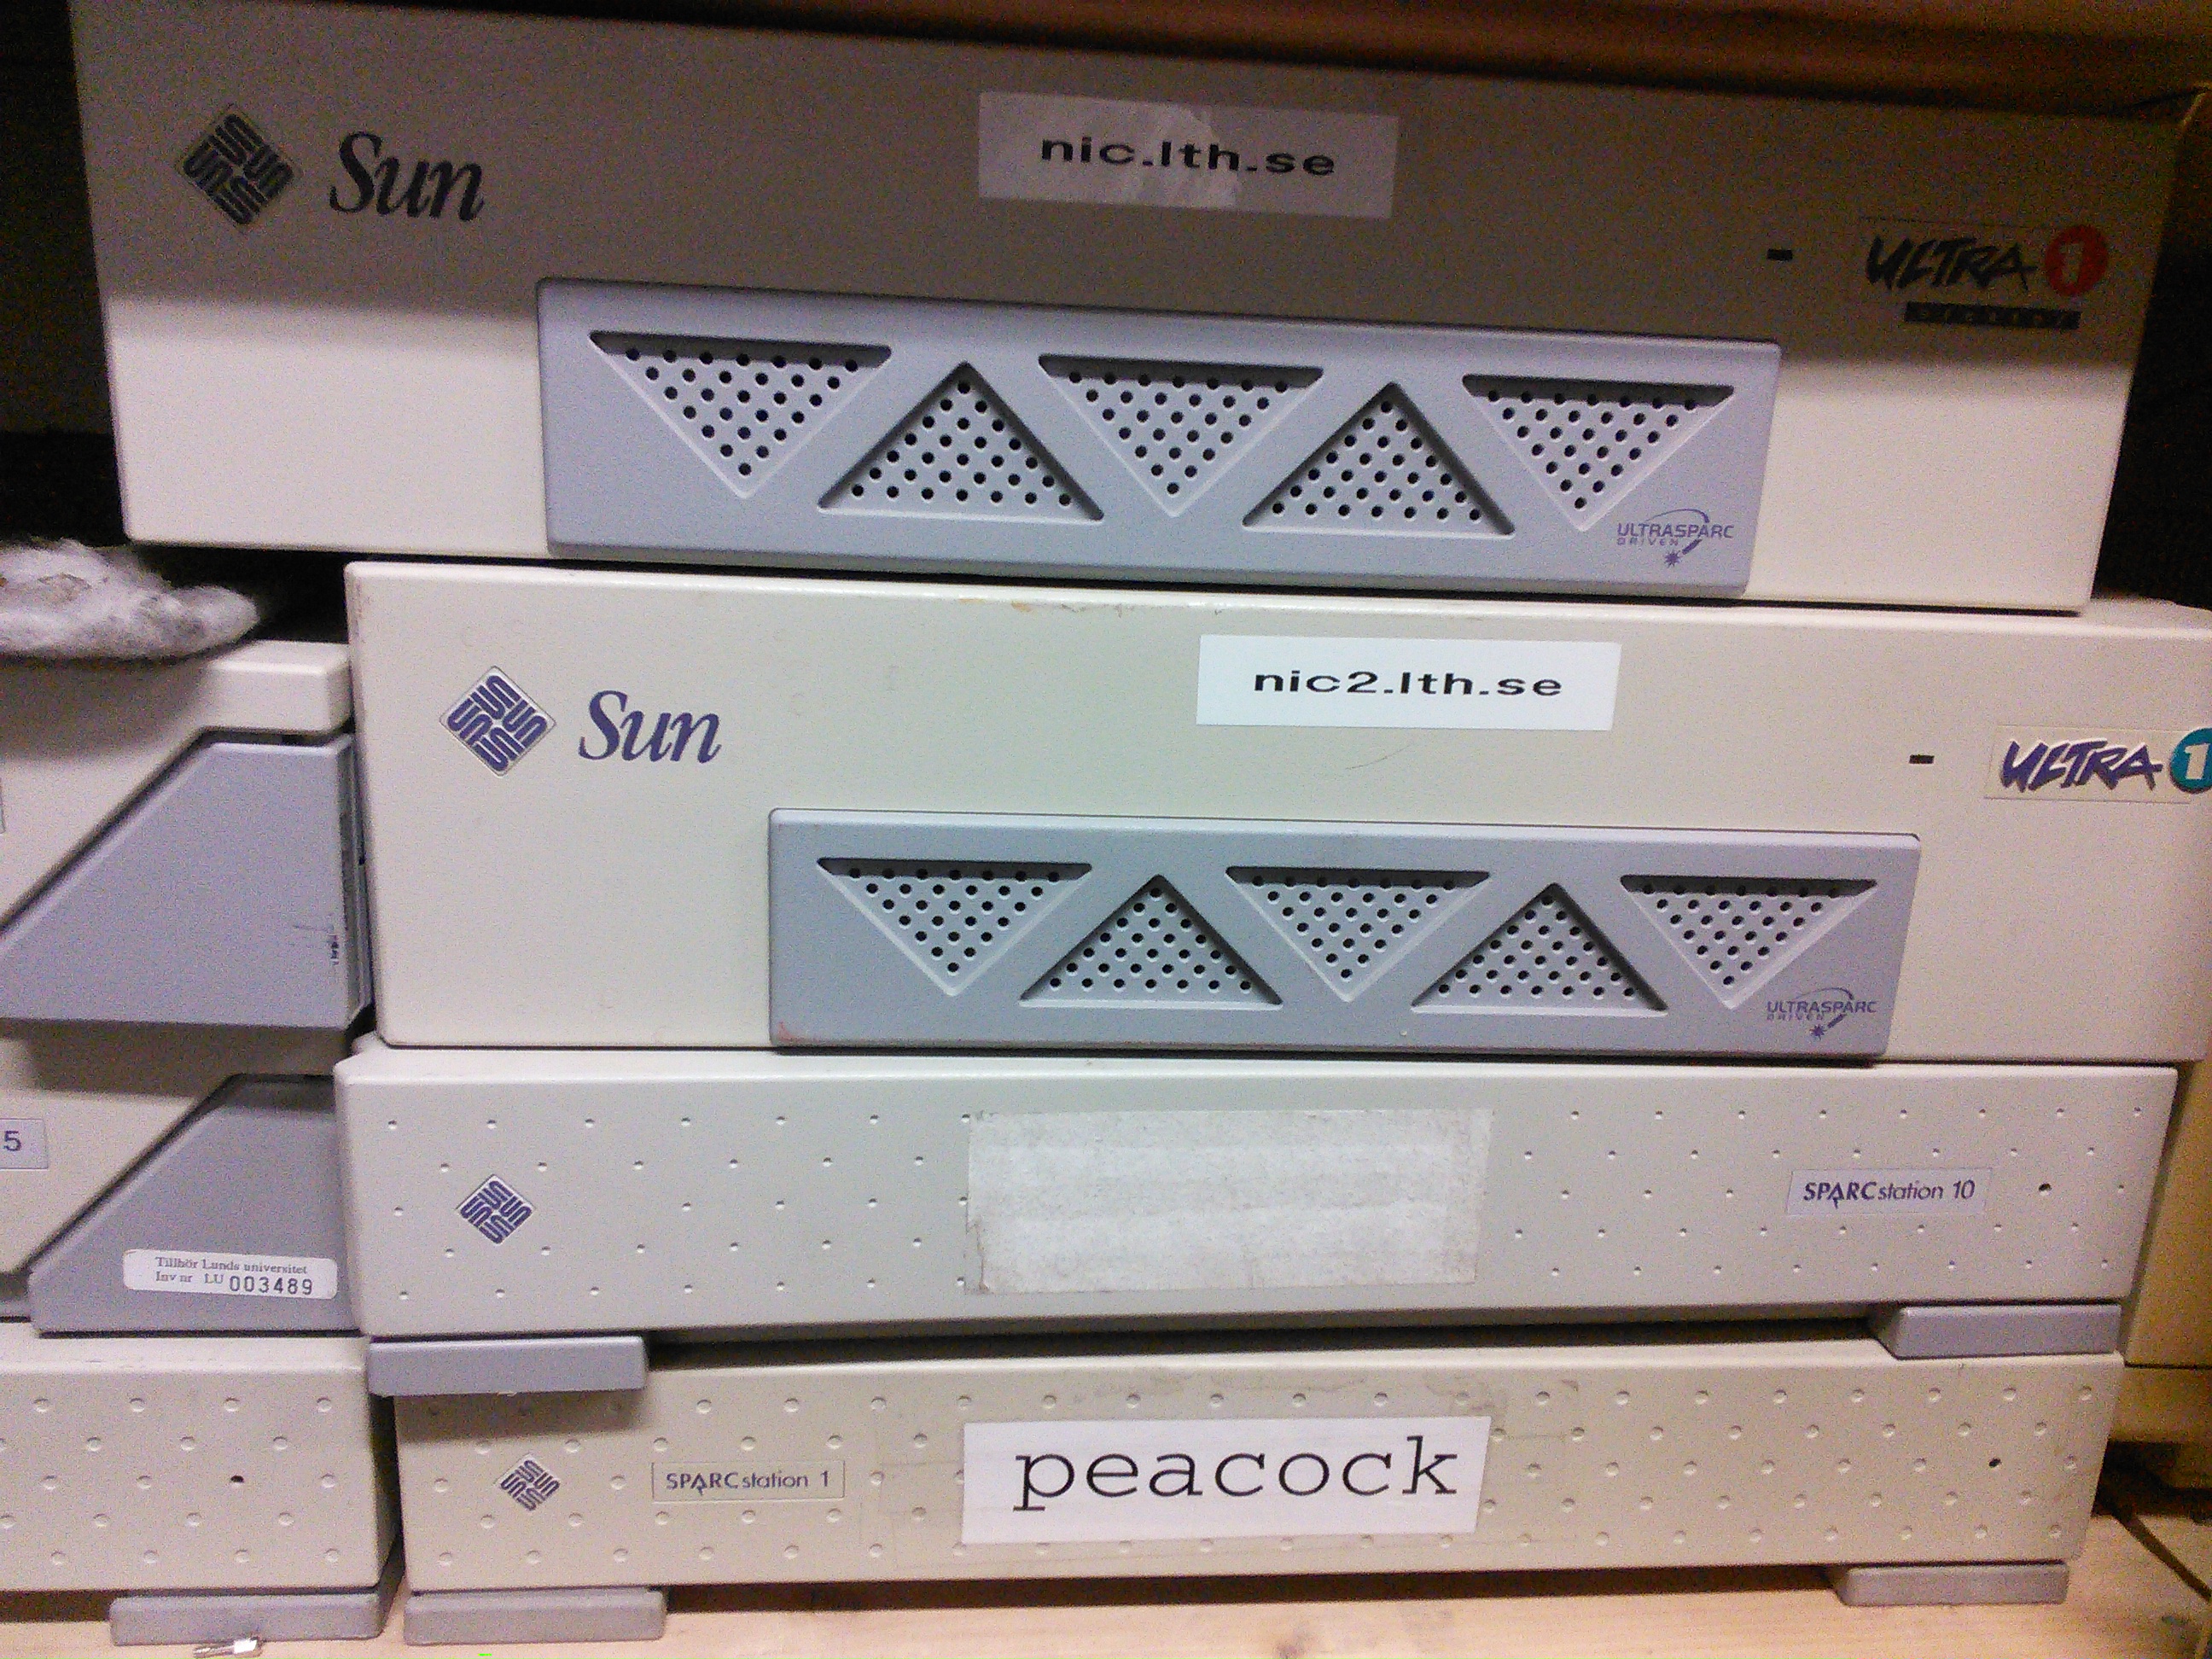 Sun
nic.lth.se
ULTRA 1
ULTRASPARC
DRIVEN
Sun
nic2.lth.se
ULTRA 1
ULTRASPARC
DRIVEN
5
SPARCstation 10
Tillhör Lunds universitet
Inv nr LU 003489
SPARCstation 1
peacock